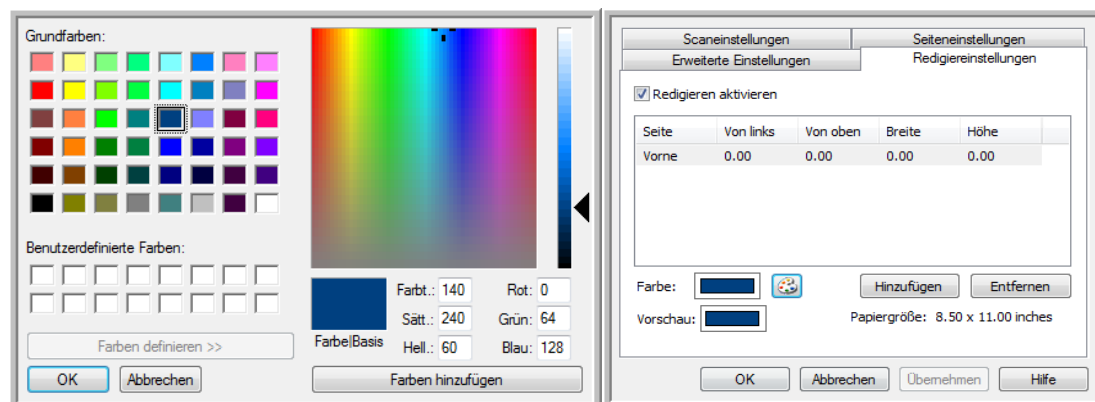 Grundfarben:
Benutzerdefinierte Farben:
Farben definieren >>
OK Abbrechen
Farbe|Basis
Farbt.: 140 Rot: 0
Sätt.: 240 Grün: 64
Hell.: 60 Blau: 128
Farben hinzufügen
Scaneinstellungen Seiteneinstellungen
Erweiterte Einstellungen Redigiereinstellungen
Redigieren aktivieren
Seite Von links Von oben Breite Höhe
Vorne 0.00 0.00 0.00 0.00
Farbe: Hinzufügen Entfernen
Vorschau: Papiergröße: 8.50 x 11.00 inches
OK Abbrechen Übernehmen Hilfe